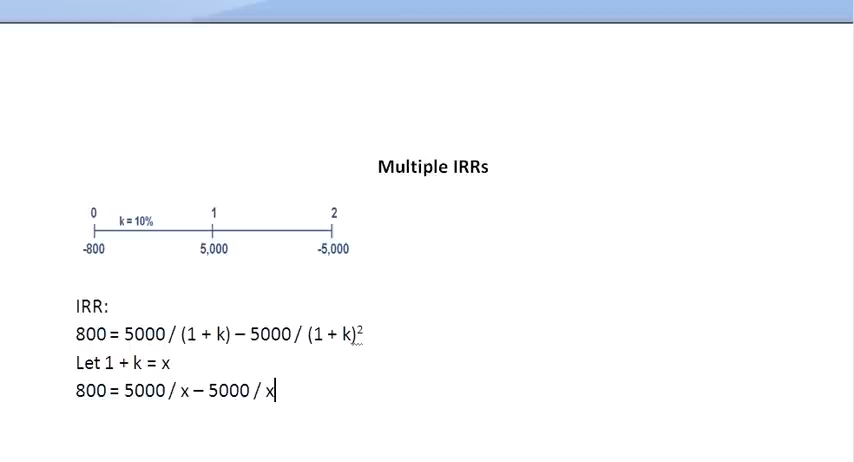 Multiple IRRs
0 1 2
k = 10%
-800 5,000 -5,000
IRR:
800 = 5000 / (1 + k) – 5000 / (1 + k)²
Let 1 + k = x
800 = 5000 / x – 5000 / x